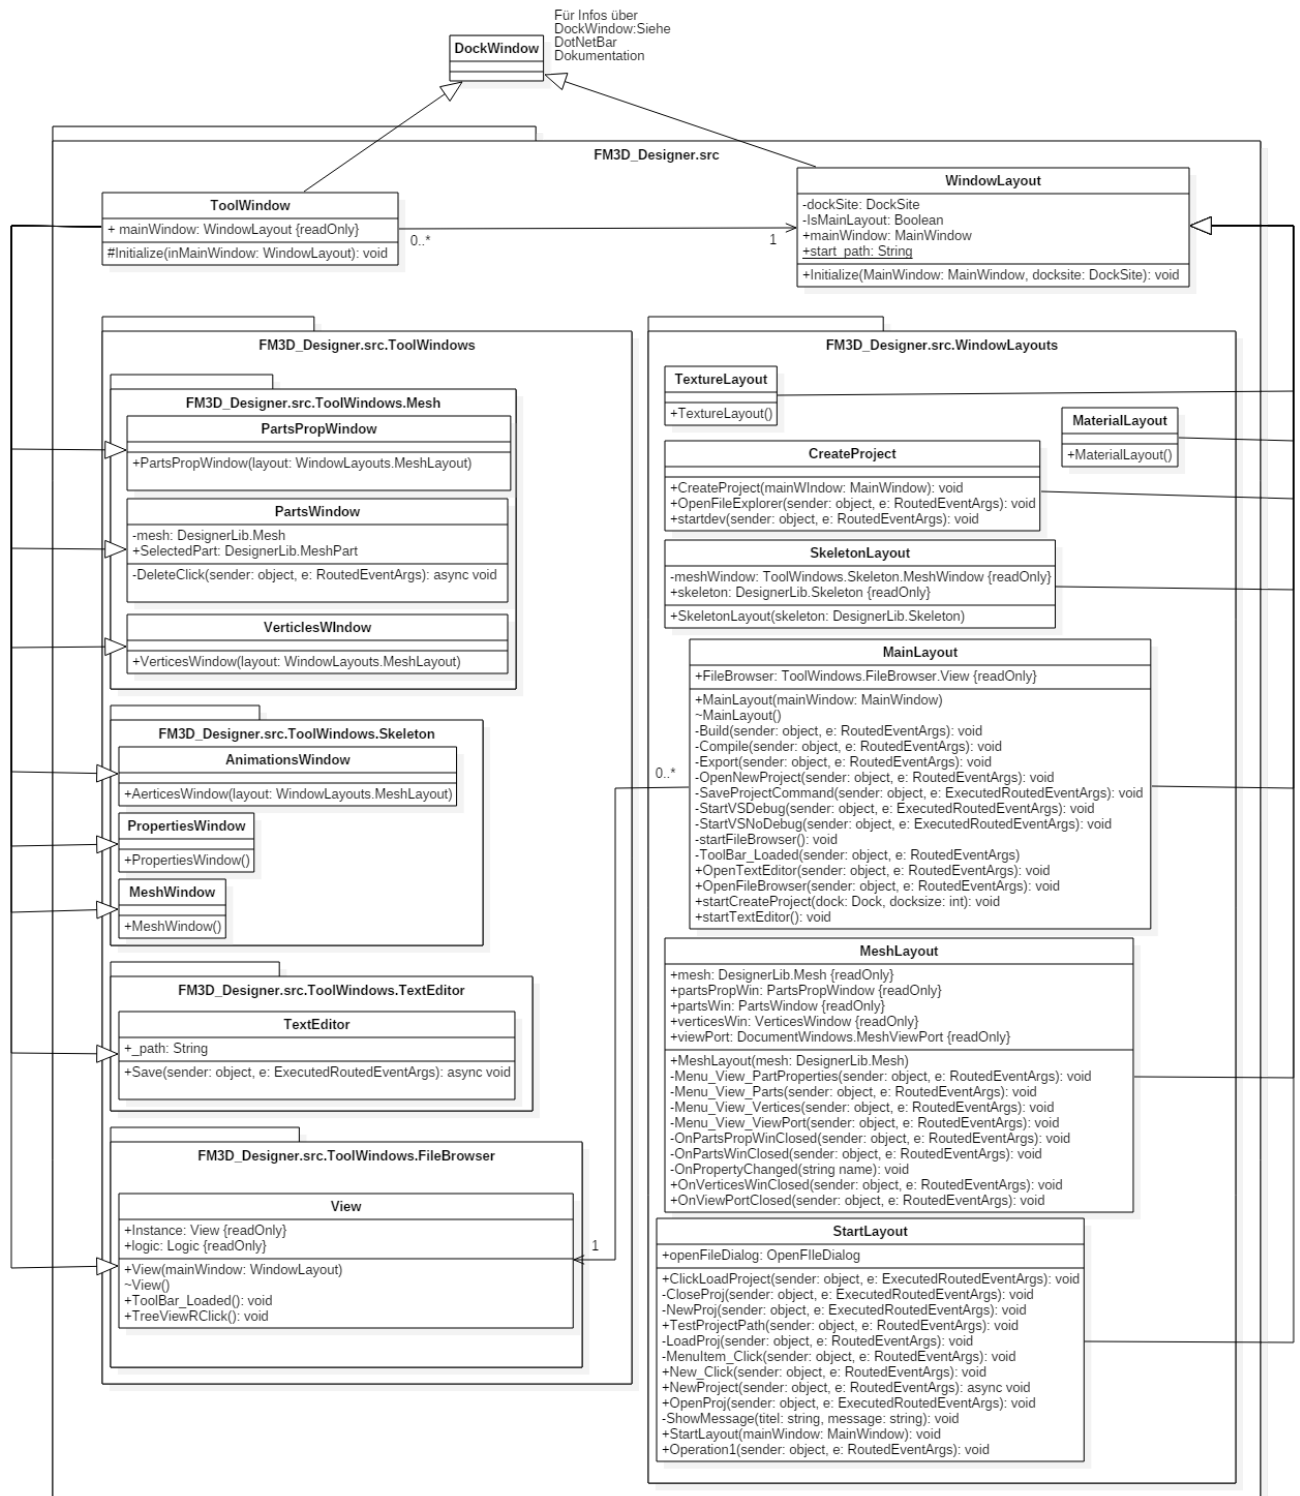 Für Infos über
DockWindow:Siehe
DotNetBar
Dokumentation
DockWindow
FM3D_Designer.src
ToolWindow
+ mainWindow: WindowLayout {readOnly}
#Initialize(inMainWindow: WindowLayout): void
0..*
1
WindowLayout
-dockSite: DockSite
-IsMainLayout: Boolean
+mainWindow: MainWindow
+start_path: String
+Initialize(MainWindow: MainWindow, docksite: DockSite): void
FM3D_Designer.src.ToolWindows
FM3D_Designer.src.ToolWindows.Mesh
PartsPropWindow
+PartsPropWindow(layout: WindowLayouts.MeshLayout)
PartsWindow
-mesh: DesignerLib.Mesh
+SelectedPart: DesignerLib.MeshPart
-DeleteClick(sender: object, e: RoutedEventArgs): async void
VerticlesWIndow
+VerticesWindow(layout: WindowLayouts.MeshLayout)
FM3D_Designer.src.ToolWindows.Skeleton
AnimationsWindow
+AerticesWindow(layout: WindowLayouts.MeshLayout)
PropertiesWindow
+PropertiesWindow()
MeshWindow
+MeshWindow()
FM3D_Designer.src.ToolWindows.TextEditor
TextEditor
+_path: String
+Save(sender: object, e: ExecutedRoutedEventArgs): async void
FM3D_Designer.src.ToolWindows.FileBrowser
View
+Instance: View {readOnly}
+logic: Logic {readOnly}
+View(mainWindow: WindowLayout)
~View()
+ToolBar_Loaded(): void
+TreeViewRClick(): void
FM3D_Designer.src.WindowLayouts
TextureLayout
+TextureLayout()
MaterialLayout
+MaterialLayout()
CreateProject
+CreateProject(mainWIndow: MainWindow): void
+OpenFileExplorer(sender: object, e: RoutedEventArgs): void
+startdev(sender: object, e: RoutedEventArgs): void
SkeletonLayout
-meshWindow: ToolWindows.Skeleton.MeshWindow {readOnly}
+skeleton: DesignerLib.Skeleton {readOnly}
+SkeletonLayout(skeleton: DesignerLib.Skeleton)
MainLayout
+FileBrowser: ToolWindows.FileBrowser.View {readOnly}
+MainLayout(mainWindow: MainWindow)
~MainLayout()
-Build(sender: object, e: RoutedEventArgs): void
-Compile(sender: object, e: RoutedEventArgs): void
-Export(sender: object, e: RoutedEventArgs): void
-OpenNewProject(sender: object, e: RoutedEventArgs): void
-SaveProjectCommand(sender: object, e: ExecutedRoutedEventArgs): void
-StartVSDebug(sender: object, e: ExecutedRoutedEventArgs): void
-StartVSNoDebug(sender: object, e: ExecutedRoutedEventArgs): void
-startFileBrowser(): void
-ToolBar_Loaded(sender: object, e: RoutedEventArgs)
+OpenTextEditor(sender: object, e: RoutedEventArgs): void
+OpenFileBrowser(sender: object, e: RoutedEventArgs): void
+startCreateProject(dock: Dock, docksize: int): void
+startTextEditor(): void
0..*
1
MeshLayout
+mesh: DesignerLib.Mesh {readOnly}
+partsPropWin: PartsPropWindow {readOnly}
+partsWin: PartsWindow {readOnly}
+verticesWin: VerticesWindow {readOnly}
+viewPort: DocumentWindows.MeshViewPort {readOnly}
+MeshLayout(mesh: DesignerLib.Mesh)
-Menu_View_PartProperties(sender: object, e: RoutedEventArgs): void
-Menu_View_Parts(sender: object, e: RoutedEventArgs): void
-Menu_View_Vertices(sender: object, e: RoutedEventArgs): void
-Menu_View_ViewPort(sender: object, e: RoutedEventArgs): void
-OnPartsPropWinClosed(sender: object, e: RoutedEventArgs): void
-OnPartsWinClosed(sender: object, e: RoutedEventArgs): void
-OnPropertyChanged(string name): void
+OnVerticesWinClosed(sender: object, e: RoutedEventArgs): void
+OnViewPortClosed(sender: object, e: RoutedEventArgs): void
StartLayout
+openFileDialog: OpenFIleDialog
+ClickLoadProject(sender: object, e: ExecutedRoutedEventArgs): void
-CloseProj(sender: object, e: ExecutedRoutedEventArgs): void
-NewProj(sender: object, e: ExecutedRoutedEventArgs): void
+TestProjectPath(sender: object, e: RoutedEventArgs): void
-LoadProj(sender: object, e: RoutedEventArgs): void
-MenuItem_Click(sender: object, e: RoutedEventArgs): void
+New_Click(sender: object, e: RoutedEventArgs): void
+NewProject(sender: object, e: RoutedEventArgs): async void
+OpenProj(sender: object, e: ExecutedRoutedEventArgs): void
-ShowMessage(titel: string, message: string): void
+StartLayout(mainWindow: MainWindow): void
+Operation1(sender: object, e: RoutedEventArgs): void